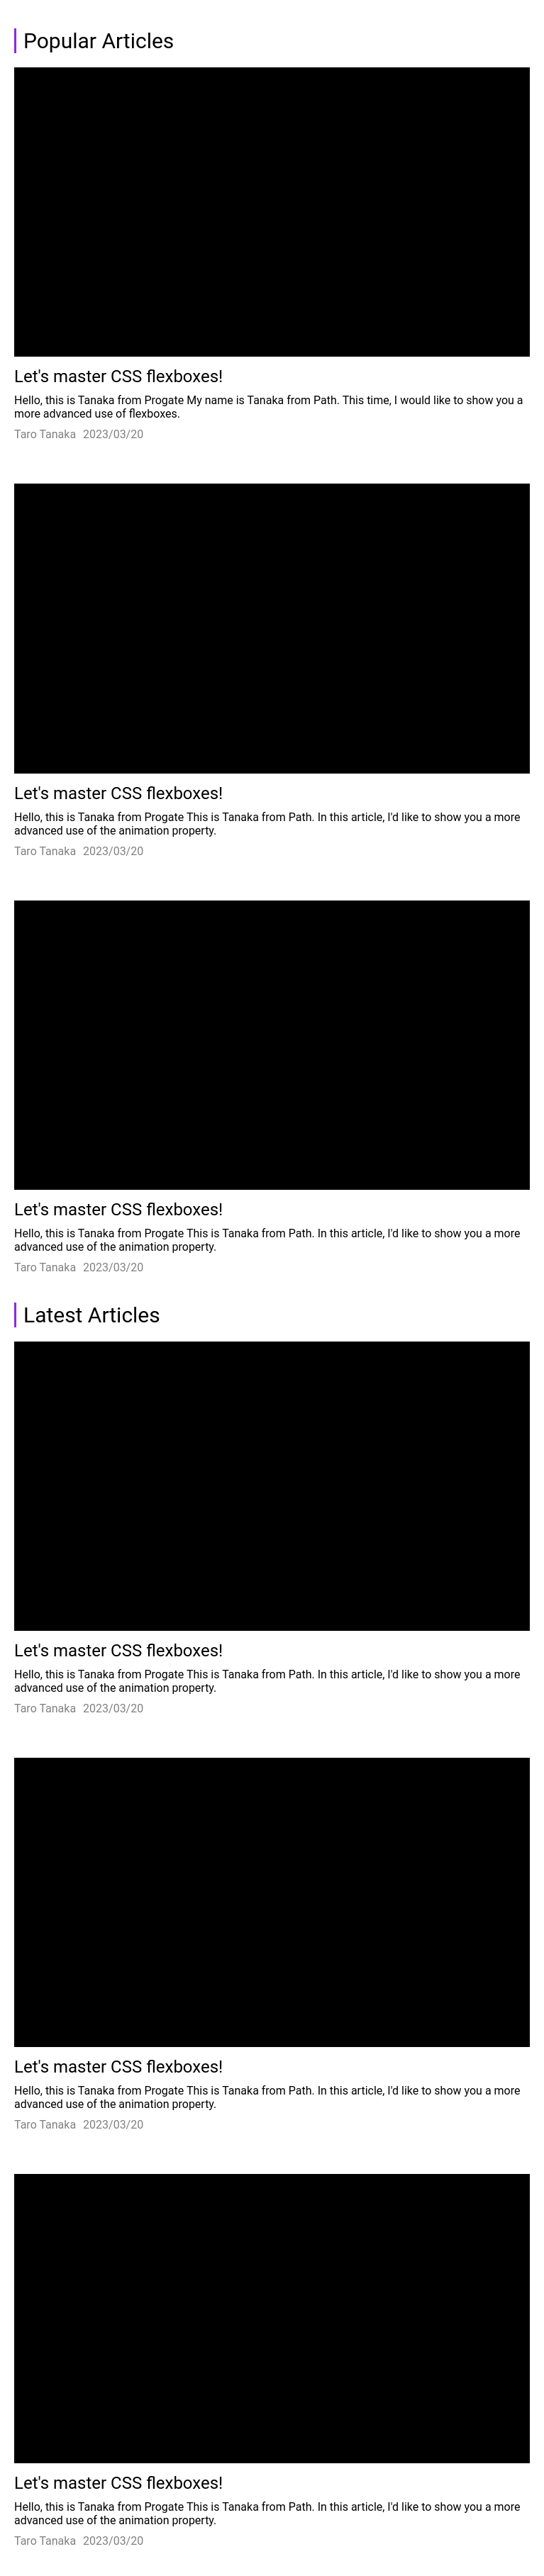 Popular Articles
Let's master CSS flexboxes!
Hello, this is Tanaka from Progate My name is Tanaka from Path. This time, I would like to show you a
more advanced use of flexboxes.
Taro Tanaka 2023/03/20
Let's master CSS flexboxes!
Hello, this is Tanaka from Progate This is Tanaka from Path. In this article, I'd like to show you a more
advanced use of the animation property.
Taro Tanaka 2023/03/20
Let's master CSS flexboxes!
Hello, this is Tanaka from Progate This is Tanaka from Path. In this article, I'd like to show you a more
advanced use of the animation property.
Taro Tanaka 2023/03/20
Latest Articles
Let's master CSS flexboxes!
Hello, this is Tanaka from Progate This is Tanaka from Path. In this article, I'd like to show you a more
advanced use of the animation property.
Taro Tanaka 2023/03/20
Let's master CSS flexboxes!
Hello, this is Tanaka from Progate This is Tanaka from Path. In this article, I'd like to show you a more
advanced use of the animation property.
Taro Tanaka 2023/03/20
Let's master CSS flexboxes!
Hello, this is Tanaka from Progate This is Tanaka from Path. In this article, I'd like to show you a more
advanced use of the animation property.
Taro Tanaka 2023/03/20